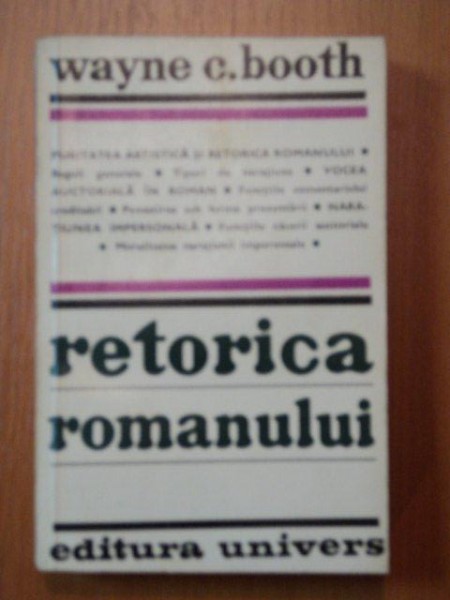 wayne c.booth
PURITATEA ARTISTICĂ ȘI RETORICA ROMANULUI •
Reguli generale • Tipuri de narațiune • VOCEA
AUCTORIALĂ ÎN ROMAN • Funcțiile comentariului
credibil • Povestirea sub forma prezentării • NARA-
ȚIUNEA IMPERSONALĂ • Funcțiile tăcerii auctoriale
• Moralitatea narațiunii impersonale •
retorica
romanului
editura univers